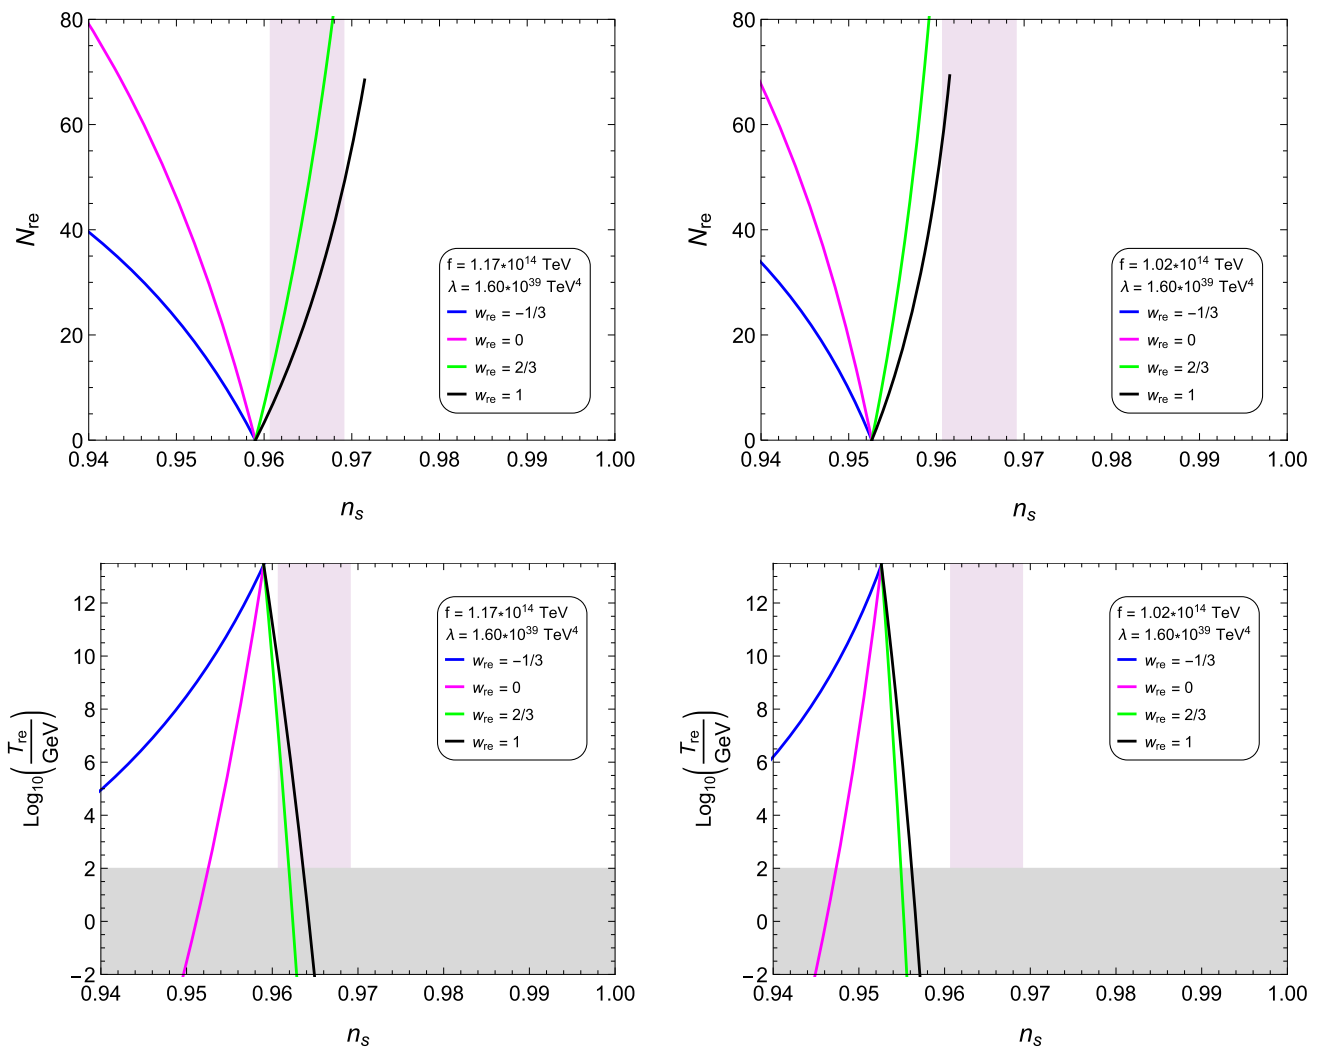 80
60
40
20
0
N_re
0.94 0.95 0.96 0.97 0.98 0.99 1.00
n_s
f = 1.17*10^14 TeV
λ = 1.60*10^39 TeV^4
w_re = −1/3
w_re = 0
w_re = 2/3
w_re = 1
80
60
40
20
0
N_re
0.94 0.95 0.96 0.97 0.98 0.99 1.00
n_s
f = 1.02*10^14 TeV
λ = 1.60*10^39 TeV^4
w_re = −1/3
w_re = 0
w_re = 2/3
w_re = 1
12
10
8
6
4
2
0
−2
Log_10(T_re/GeV)
0.94 0.95 0.96 0.97 0.98 0.99 1.00
n_s
f = 1.17*10^14 TeV
λ = 1.60*10^39 TeV^4
w_re = −1/3
w_re = 0
w_re = 2/3
w_re = 1
12
10
8
6
4
2
0
−2
Log_10(T_re/GeV)
0.94 0.95 0.96 0.97 0.98 0.99 1.00
n_s
f = 1.02*10^14 TeV
λ = 1.60*10^39 TeV^4
w_re = −1/3
w_re = 0
w_re = 2/3
w_re = 1